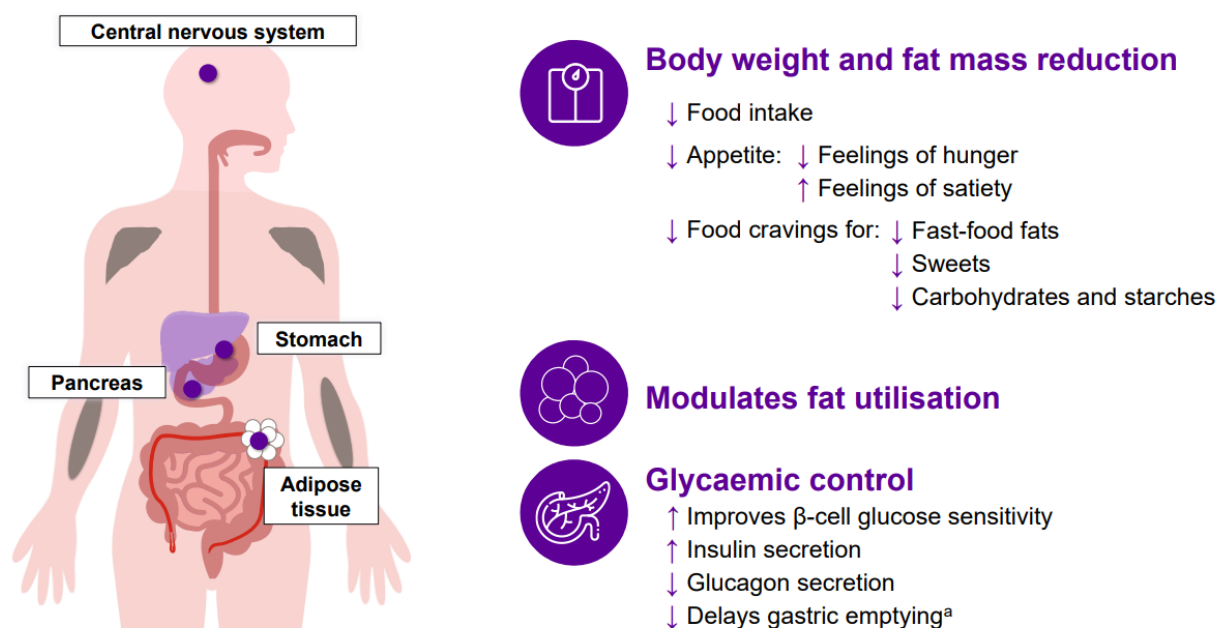 Central nervous system
Stomach
Pancreas
Adipose
tissue
Body weight and fat mass reduction
↓ Food intake
↓ Appetite: ↓ Feelings of hunger
↑ Feelings of satiety
↓ Food cravings for: ↓ Fast-food fats
↓ Sweets
↓ Carbohydrates and starches
Modulates fat utilisation
Glycaemic control
↑ Improves β-cell glucose sensitivity
↑ Insulin secretion
↓ Glucagon secretion
↓ Delays gastric emptyingᵃ